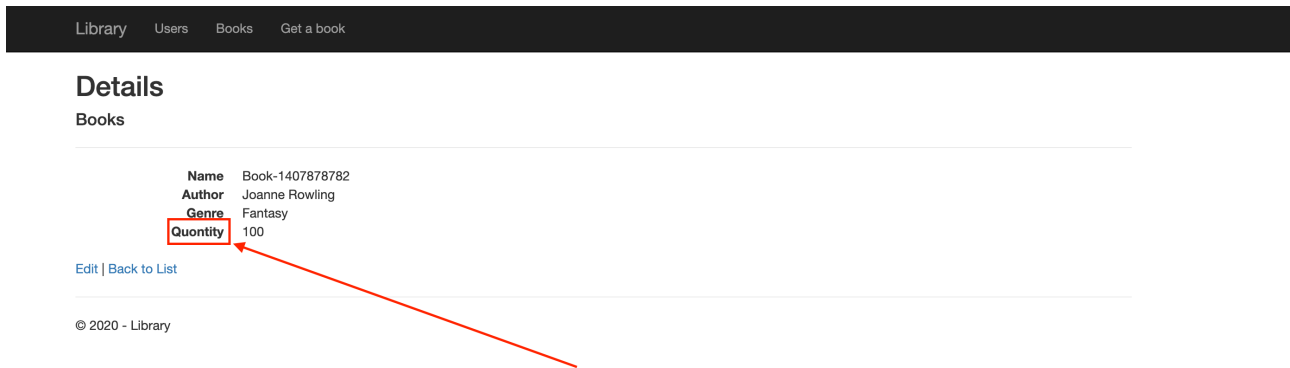 Library Users Books Get a book
Details
Books
Name Book-1407878782
Author Joanne Rowling
Genre Fantasy
Quontity 100
Edit | Back to List
© 2020 - Library